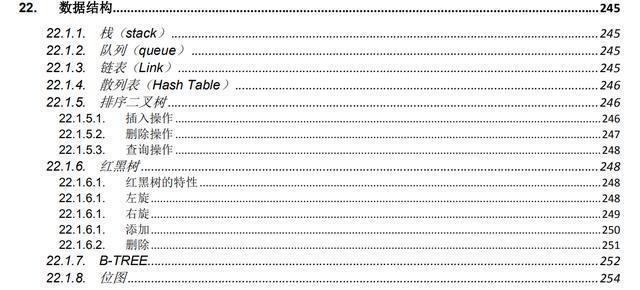 22. 数据结构 245
22.1.1. 栈（stack） 245
22.1.2. 队列（queue） 245
22.1.3. 链表（Link） 245
22.1.4. 散列表（Hash Table） 246
22.1.5. 排序二叉树 246
22.1.5.1. 插入操作 246
22.1.5.2. 删除操作 247
22.1.5.3. 查询操作 248
22.1.6. 红黑树 248
22.1.6.1. 红黑树的特性 248
22.1.6.1. 左旋 248
22.1.6.1. 右旋 249
22.1.6.1. 添加 250
22.1.6.2. 删除 251
22.1.7. B-TREE 252
22.1.8. 位图 254